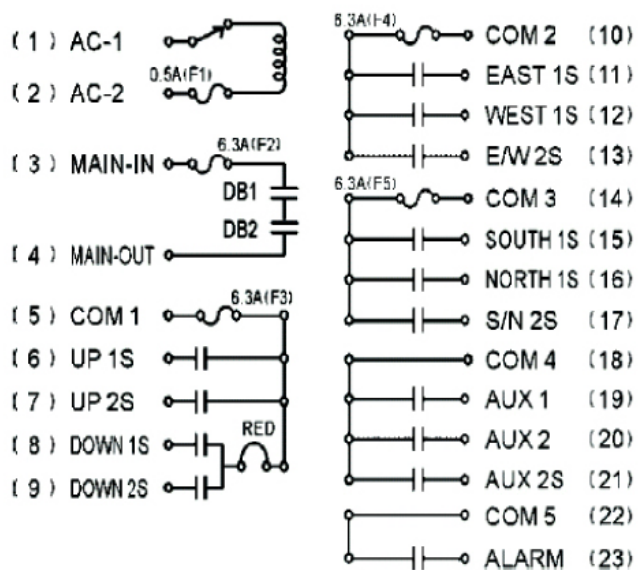 ( 1 ) AC-1
0.5A(F1)
( 2 ) AC-2
6.3A(F2)
( 3 ) MAIN-IN
DB1
DB2
( 4 ) MAIN-OUT
6.3A(F3)
( 5 ) COM 1
( 6 ) UP 1S
( 7 ) UP 2S
RED
( 8 ) DOWN 1S
( 9 ) DOWN 2S
6.3A(F4)
COM 2 (10)
EAST 1S (11)
WEST 1S (12)
E/W 2S (13)
6.3A(F5)
COM 3 (14)
SOUTH 1S (15)
NORTH 1S (16)
S/N 2S (17)
COM 4 (18)
AUX 1 (19)
AUX 2 (20)
AUX 2S (21)
COM 5 (22)
ALARM (23)